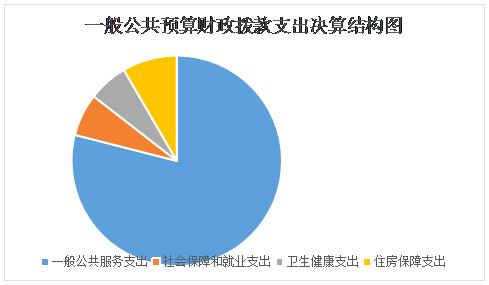 一般公共预算财政拨款支出决算结构图
一般公共服务支出 社会保障和就业支出 卫生健康支出 住房保障支出